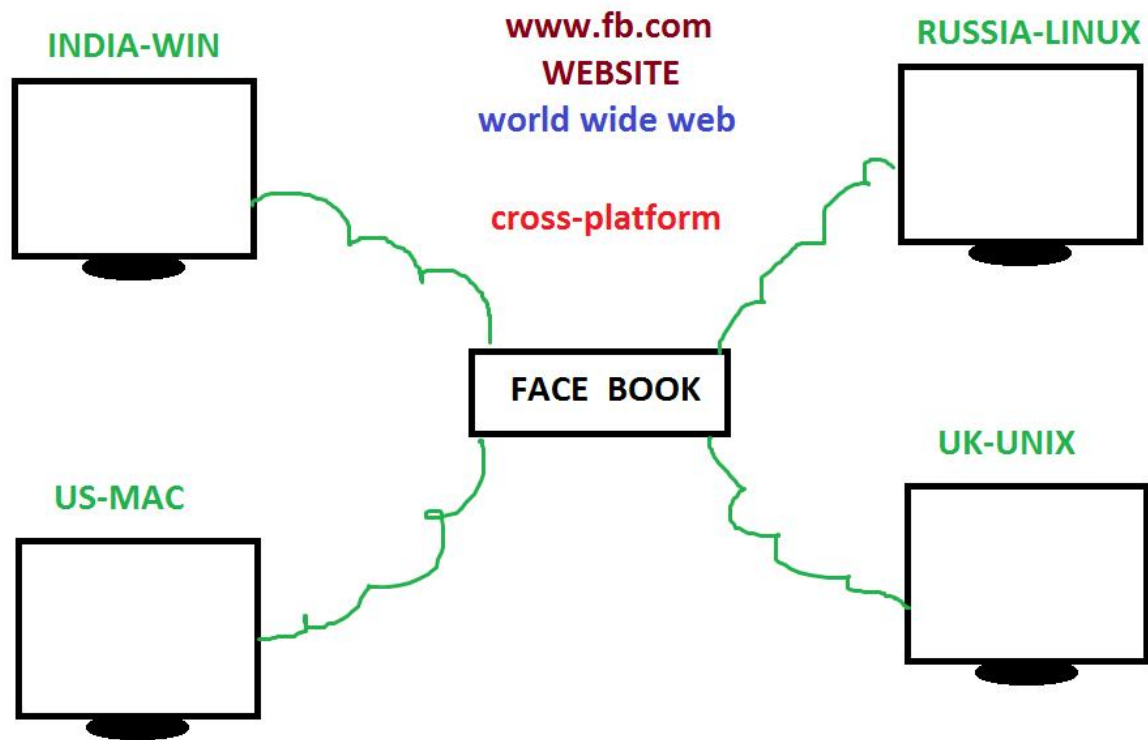 INDIA-WIN
www.fb.com
WEBSITE
world wide web
RUSSIA-LINUX
cross-platform
FACE BOOK
US-MAC
UK-UNIX